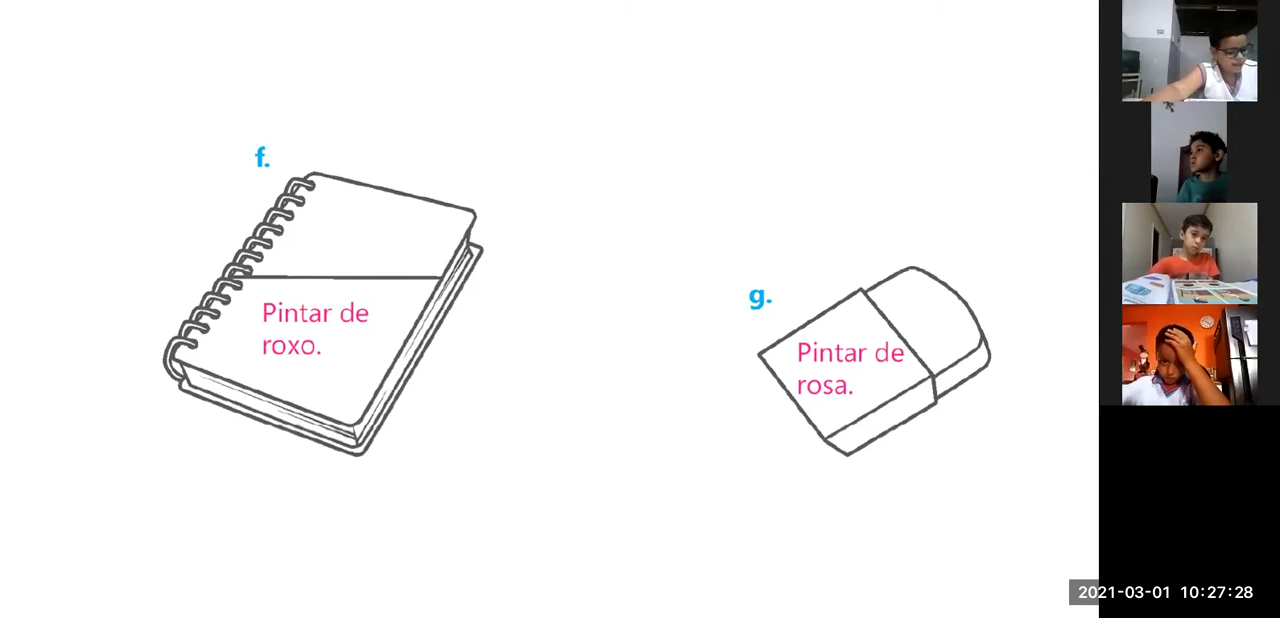 f.
Pintar de
roxo.
g.
Pintar de
rosa.
2021-03-01 10:27:28